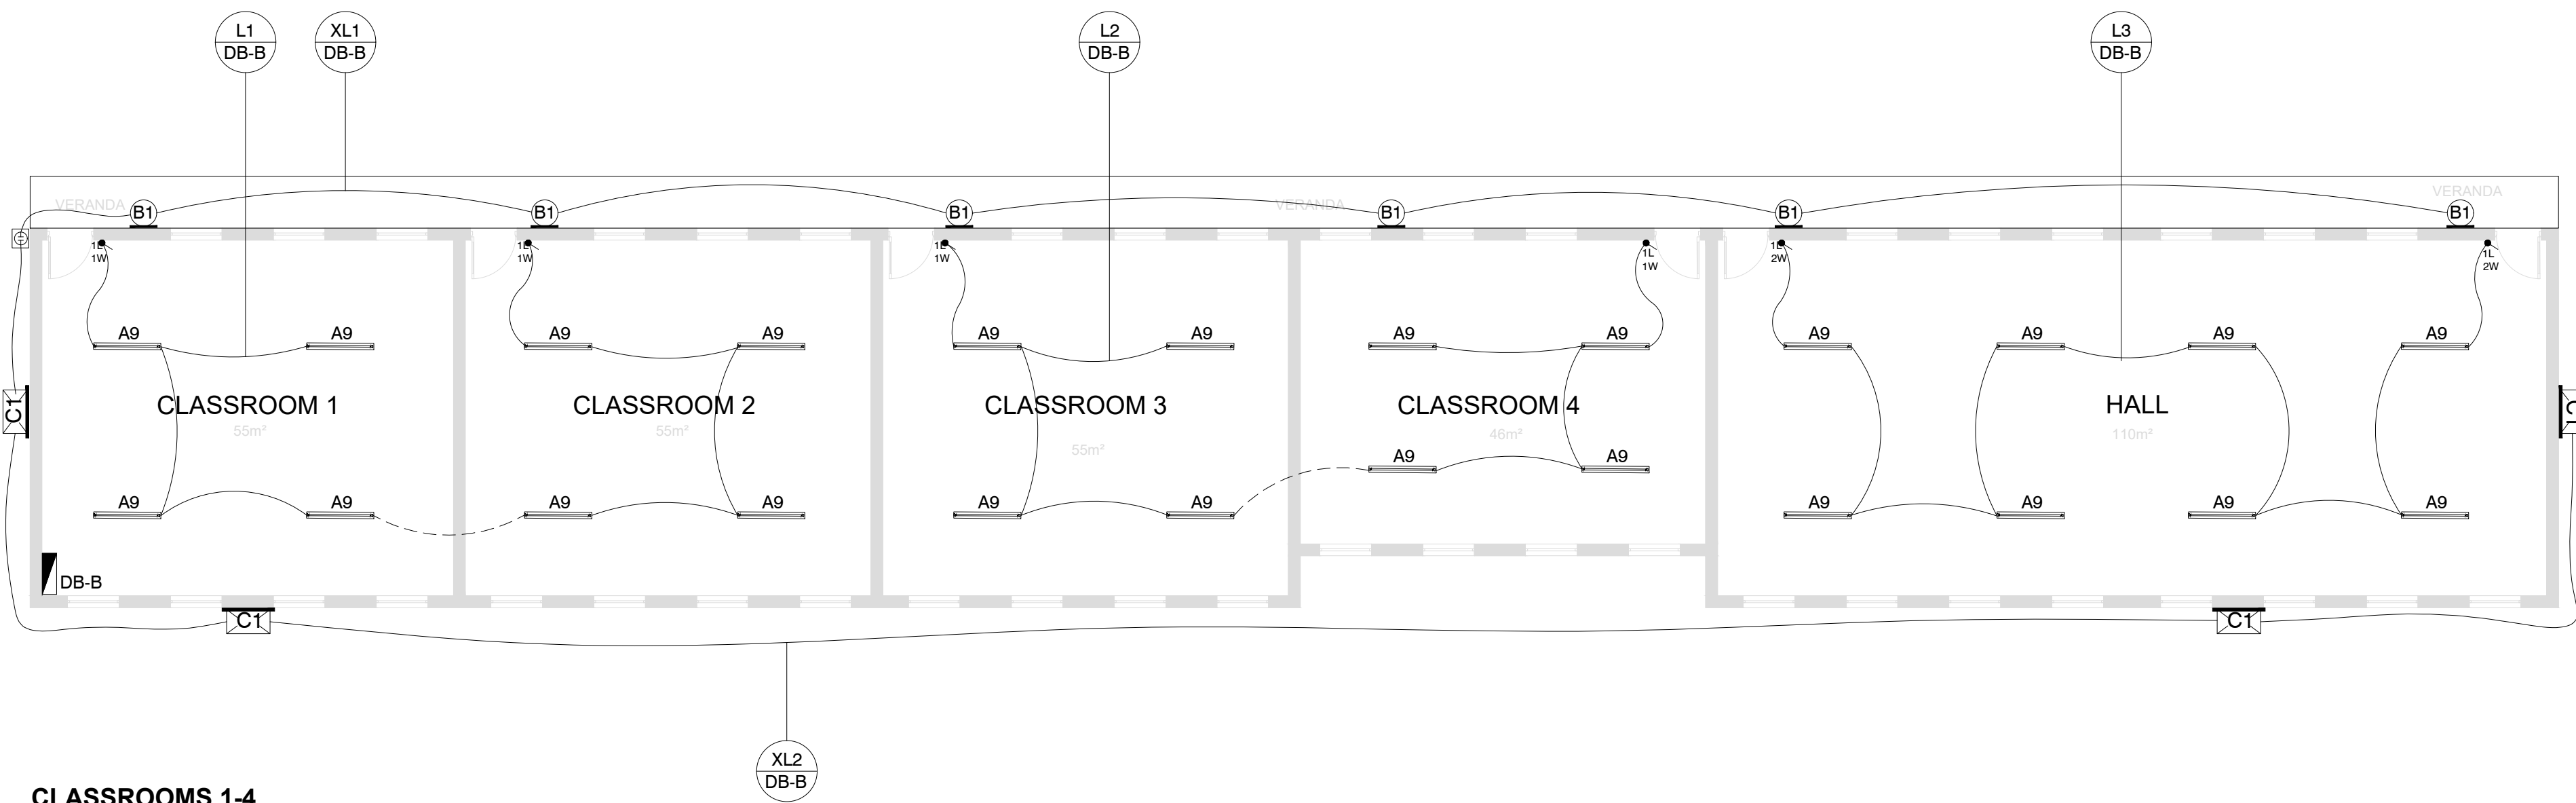 L1
DB-B
XL1
DB-B
L2
DB-B
L3
DB-B
VERANDA
VERANDA
VERANDA
B1
B1
B1
B1
B1
B1
1L
1W
1L
1W
1L
1W
1L
1W
1L
2W
1L
2W
A9
A9
A9
A9
A9
A9
A9
A9
A9
A9
A9
A9
C1
CLASSROOM 1
55m²
CLASSROOM 2
55m²
CLASSROOM 3
55m²
CLASSROOM 4
46m²
HALL
110m²
C1
A9
A9
A9
A9
A9
A9
A9
A9
A9
A9
A9
A9
DB-B
C1
C1
XL2
DB-B
CLASSROOMS 1-4